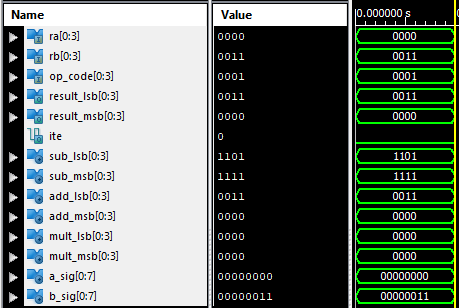 Name Value 0.000000 s
ra[0:3] 0000 0000
rb[0:3] 0011 0011
op_code[0:3] 0001 0001
result_lsb[0:3] 0011 0011
result_msb[0:3] 0000 0000
ite 0
sub_lsb[0:3] 1101 1101
sub_msb[0:3] 1111 1111
add_lsb[0:3] 0011 0011
add_msb[0:3] 0000 0000
mult_lsb[0:3] 0000 0000
mult_msb[0:3] 0000 0000
a_sig[0:7] 00000000 00000000
b_sig[0:7] 00000011 00000011